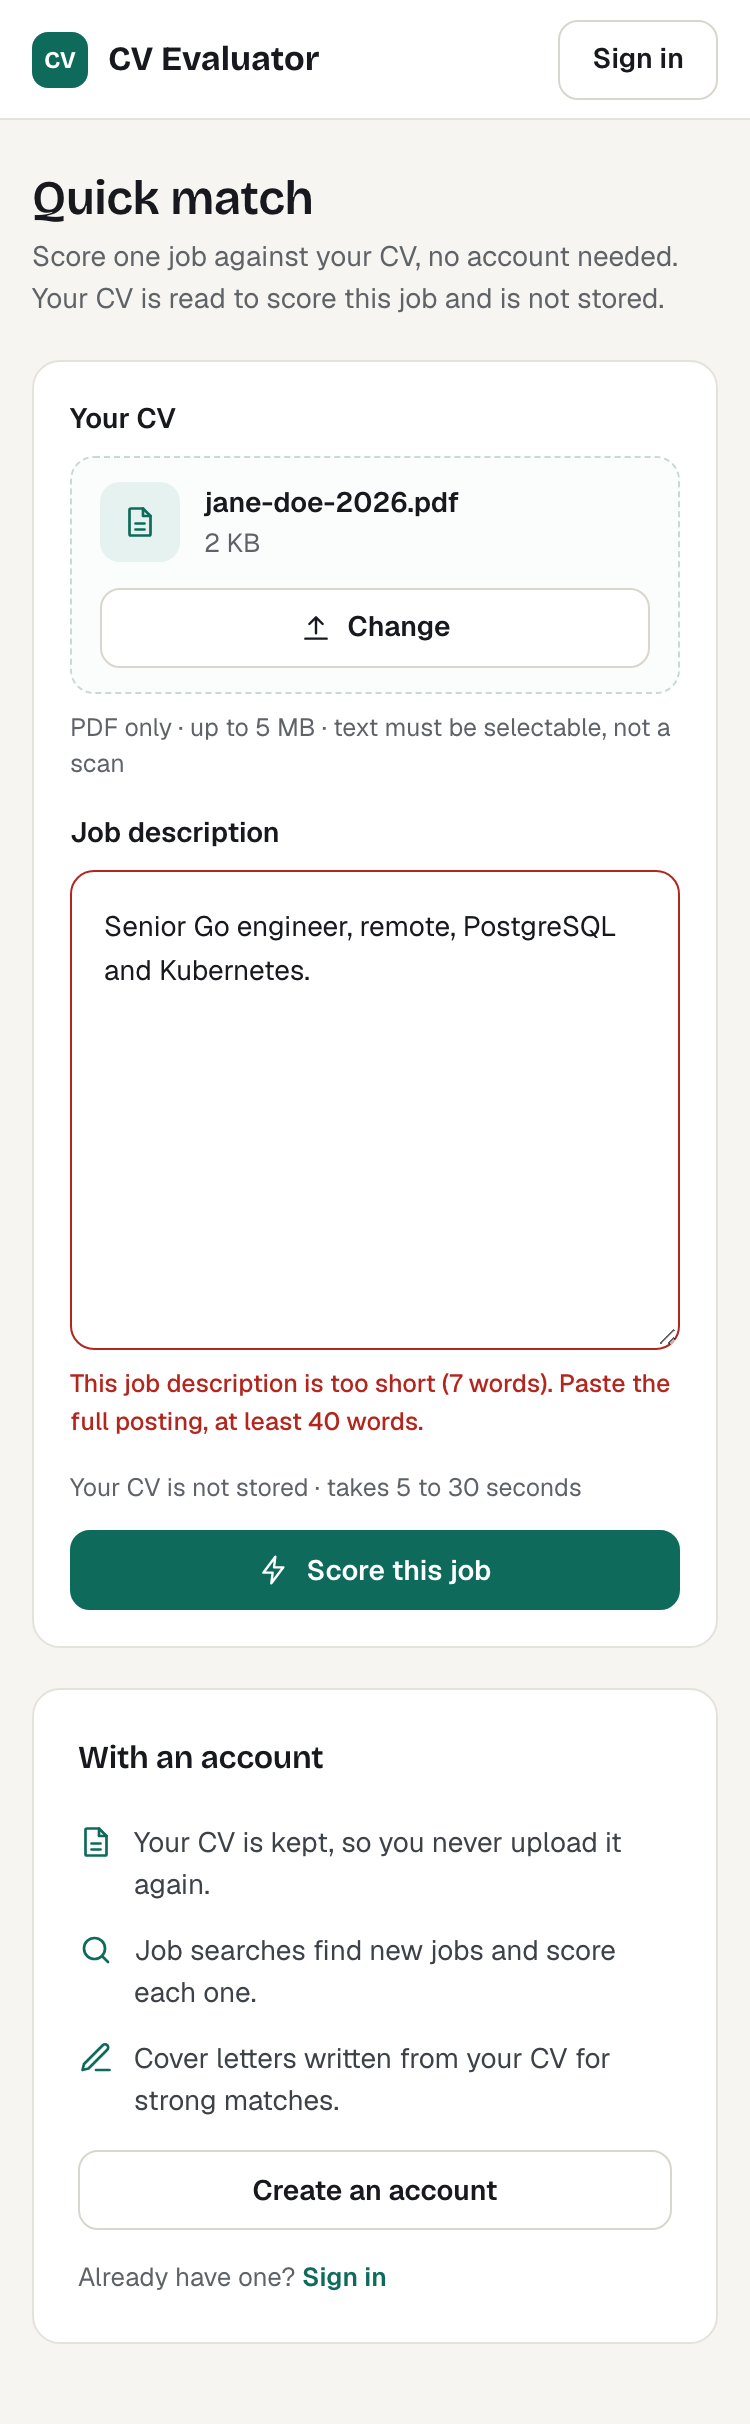 CV
CV Evaluator
Sign in
Quick match
Score one job against your CV, no account needed.
Your CV is read to score this job and is not stored.
Your CV
jane-doe-2026.pdf
2 KB
Change
PDF only · up to 5 MB · text must be selectable, not a
scan
Job description
Senior Go engineer, remote, PostgreSQL
and Kubernetes.
This job description is too short (7 words). Paste the
full posting, at least 40 words.
Your CV is not stored · takes 5 to 30 seconds
Score this job
With an account
Your CV is kept, so you never upload it
again.
Job searches find new jobs and score
each one.
Cover letters written from your CV for
strong matches.
Create an account
Already have one? Sign in